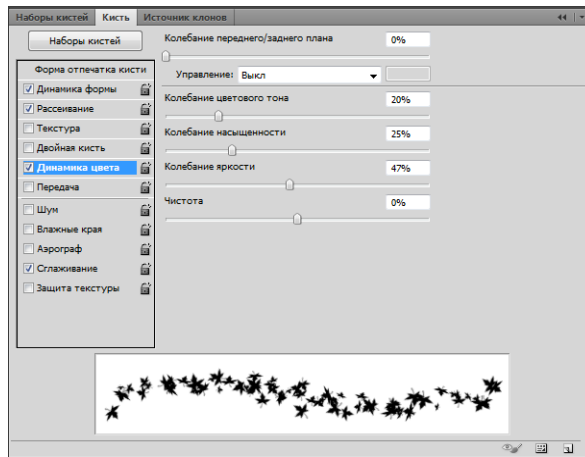 Наборы кистей Кисть Источник клонов
Наборы кистей
Колебание переднего/заднего плана 0%
Управление: Выкл
Форма отпечатка кисти
Динамика формы
Рассеивание
Текстура
Двойная кисть
Динамика цвета
Передача
Шум
Влажные края
Аэрограф
Сглаживание
Защита текстуры
Колебание цветового тона 20%
Колебание насыщенности 25%
Колебание яркости 47%
Чистота 0%